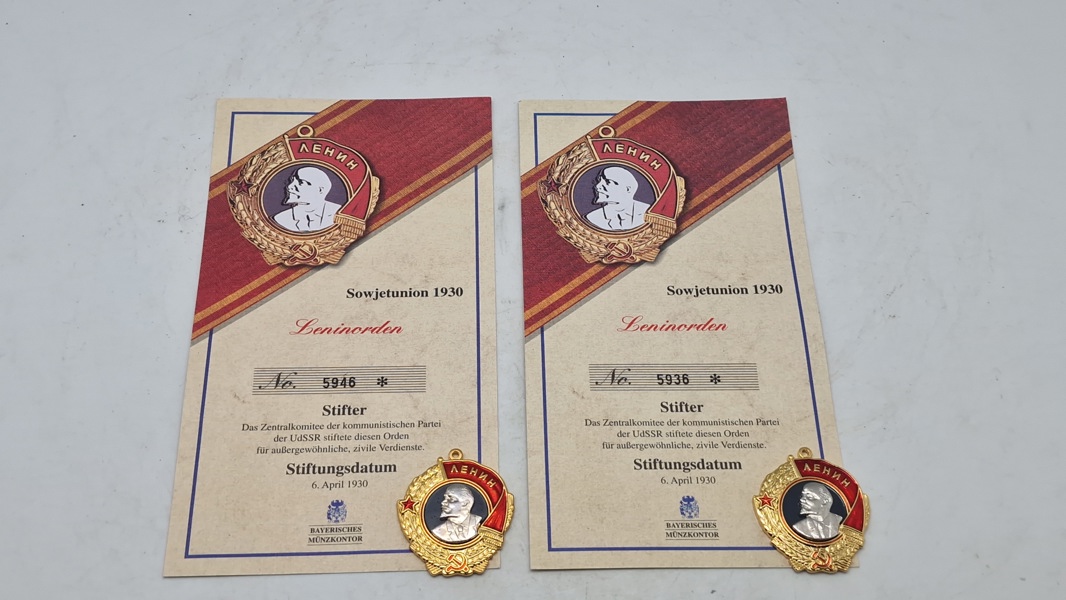 ЛЕНИН
Sowjetunion 1930
Leninorden
No. 5946 *
Stifter
Das Zentralkomitee der kommunistischen Partei
der UdSSR stiftete diesen Orden
für außergewöhnliche, zivile Verdienste.
Stiftungsdatum
6. April 1930
BAYERISCHES
MÜNZKONTOR
ЛЕНИН
ЛЕНИН
Sowjetunion 1930
Leninorden
No. 5936 *
Stifter
Das Zentralkomitee der kommunistischen Partei
der UdSSR stiftete diesen Orden
für außergewöhnliche, zivile Verdienste.
Stiftungsdatum
6. April 1930
BAYERISCHES
MÜNZKONTOR
ЛЕНИН